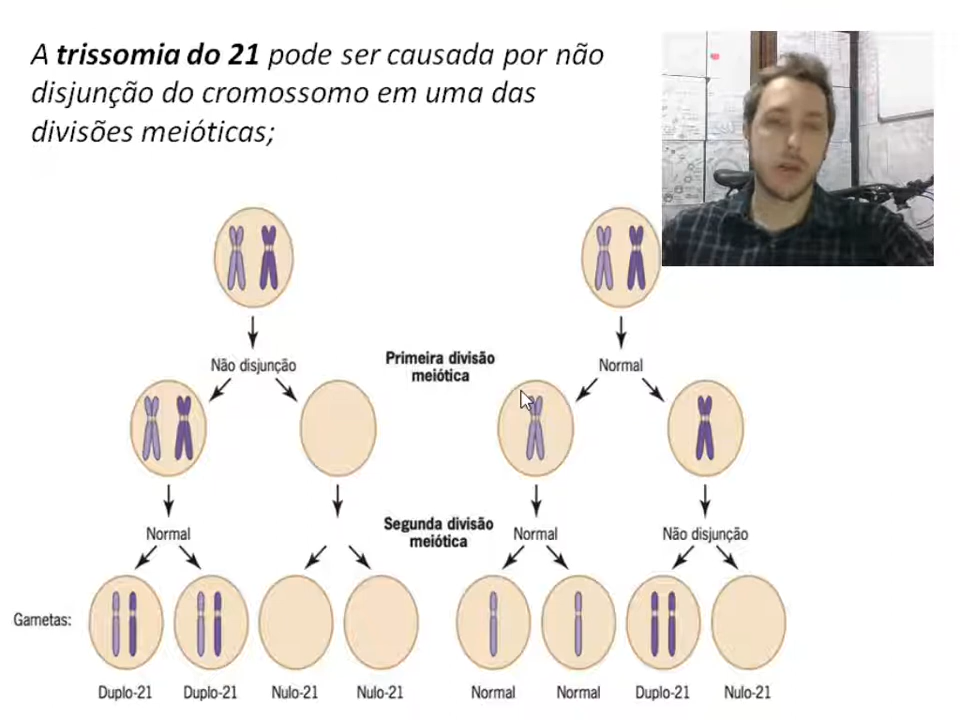 A trissomia do 21 pode ser causada por não
disjunção do cromossomo em uma das
divisões meióticas;
Não disjunção
Primeira divisão
meiótica
Normal
Normal
Segunda divisão
meiótica
Normal
Não disjunção
Gametas:
Duplo-21
Duplo-21
Nulo-21
Nulo-21
Normal
Normal
Duplo-21
Nulo-21